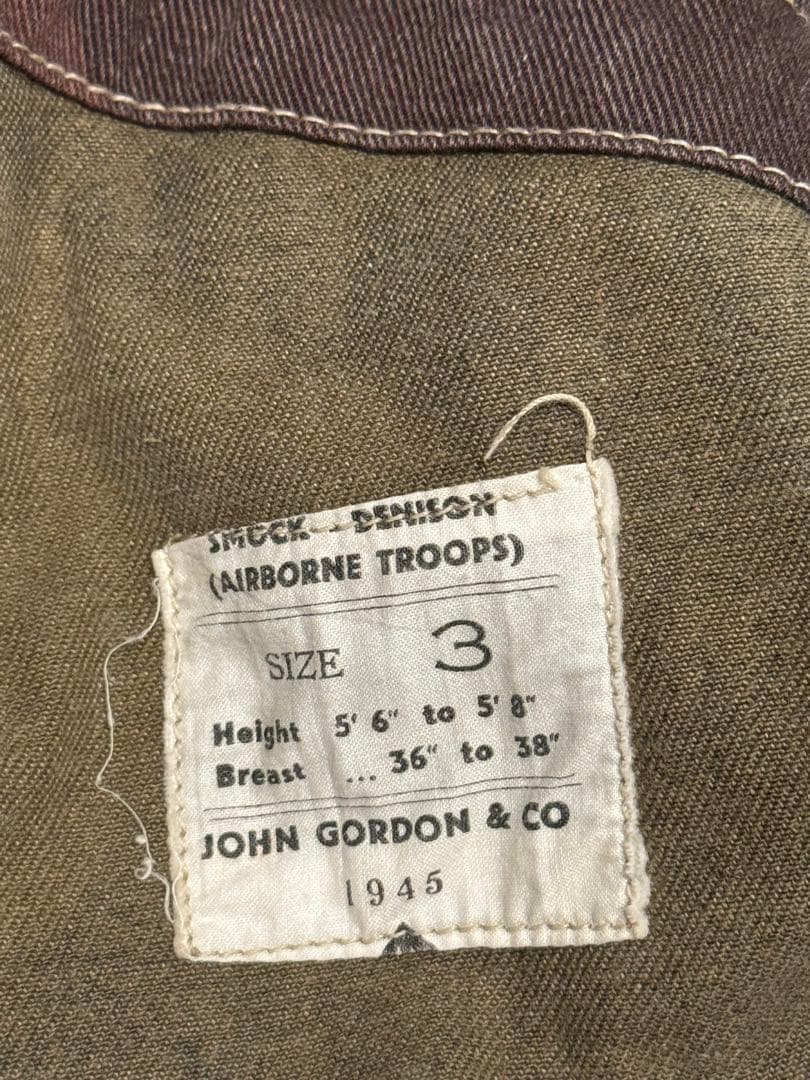 SMOCK - DENISON
(AIRBORNE TROOPS)
SIZE 3
Height 5' 6" to 5' 8"
Breast ... 36" to 38"
JOHN GORDON & CO
1945